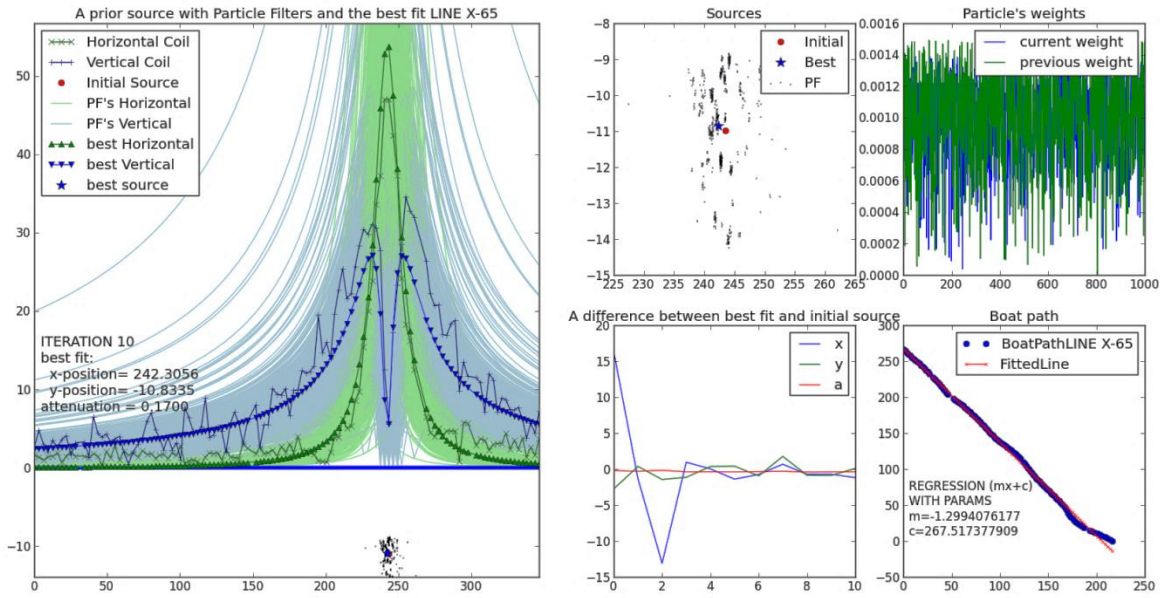 A prior source with Particle Filters and the best fit LINE X-65
Horizontal Coil
Vertical Coil
Initial Source
PF's Horizontal
PF's Vertical
best Horizontal
best Vertical
best source
ITERATION 10
best fit:
x-position= 242.3056
y-position= -10.8335
attenuation = 0.1700
50
40
30
20
10
0
−10
0 50 100 150 200 250 300
Sources
Initial
Best
PF
−8
−9
−10
−11
−12
−13
−14
−15
225 230 235 240 245 250 255 260 265
Particle's weights
current weight
previous weight
0.0016
0.0014
0.0012
0.0010
0.0008
0.0006
0.0004
0.0002
0.0000
0 200 400 600 800 1000
A difference between best fit and initial source
x
y
a
20
15
10
5
0
−5
−10
−15
0 2 4 6 8 10
Boat path
BoatPathLINE X-65
FittedLine
REGRESSION (mx+c)
WITH PARAMS
m=-1.2994076177
c=267.517377909
300
250
200
150
100
50
0
−50
0 50 100 150 200 250